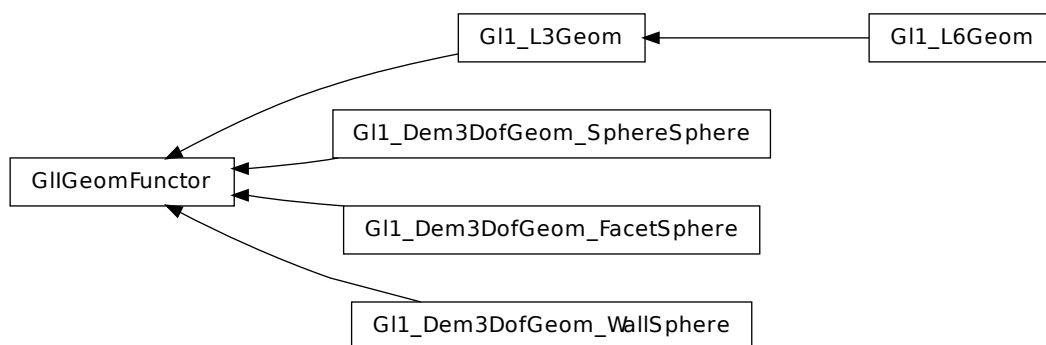 Gl1_L3Geom
Gl1_L6Geom
Gl1_Dem3DofGeom_SphereSphere
GlIGeomFunctor
Gl1_Dem3DofGeom_FacetSphere
Gl1_Dem3DofGeom_WallSphere